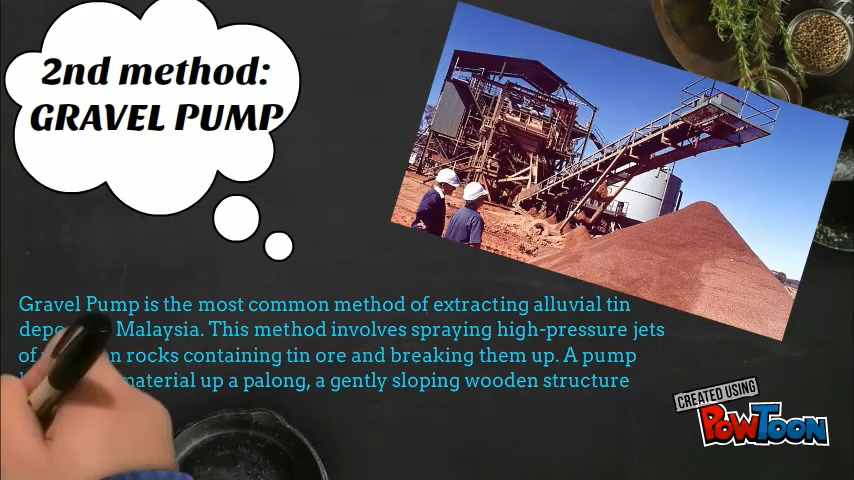 2nd method:
GRAVEL PUMP
Gravel Pump is the most common method of extracting alluvial tin
Malaysia. This method involves spraying high-pressure jets
of rocks containing tin ore and breaking them up. A pump
material up a palong, a gently sloping wooden structure
CREATED USING
POWTOON